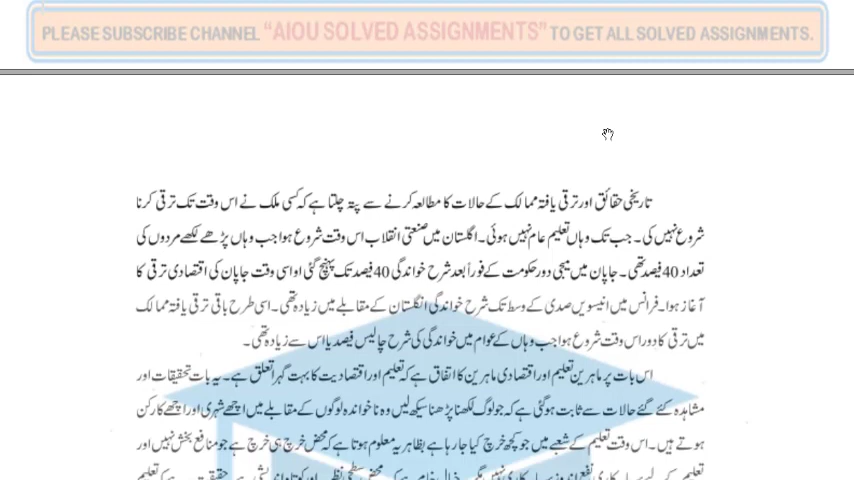 PLEASE SUBSCRIBE CHANNEL "AIOU SOLVED ASSIGNMENTS" TO GET ALL SOLVED ASSIGNMENTS.
تاریخی حقائق اور ترقی یافتہ ممالک کے حالات کا مطالعہ کرنے سے پتہ چلتا ہے کہ کسی ملک نے اس وقت تک ترقی کرنا
شروع نہیں کی۔ جب تک وہاں تعلیم عام نہیں ہوئی۔ انگلستان میں صنعتی انقلاب اس وقت شروع ہوا جب وہاں پڑھے لکھے مردوں کی
تعداد 40 فیصد تھی۔ جاپان میں میجی دور حکومت کے فوراً بعد شرح خواندگی 40 فیصد تک پہنچ گئی اور اسی وقت جاپان کی اقتصادی ترقی کا
آغاز ہوا۔ فرانس میں انیسویں صدی کے وسط تک شرح خواندگی انگلستان کے مقابلے میں زیادہ تھی۔ اسی طرح باقی ترقی یافتہ ممالک
میں ترقی کا دور اس وقت شروع ہوا جب وہاں کے عوام میں خواندگی کی شرح چالیس فیصد یا اس سے زیادہ تھی۔
اس بات پر ماہرین تعلیم اور اقتصادی ماہرین کا اتفاق ہے کہ تعلیم اور اقتصادیت کا بہت گہرا تعلق ہے۔ یہ بات تحقیقات اور
مشاہدہ کئے گئے حالات سے ثابت ہو گئی ہے کہ جو لوگ لکھنا پڑھنا سیکھ لیں وہ ناخواندہ لوگوں کے مقابلے میں اچھے شہری اور اچھے کارکن
ہوتے ہیں۔ اس وقت تعلیم کے شعبے میں جو کچھ خرچ کیا جا رہا ہے بظاہر یہ معلوم ہوتا ہے کہ محض خرچ ہی خرچ ہے جو منافع بخش نہیں اور